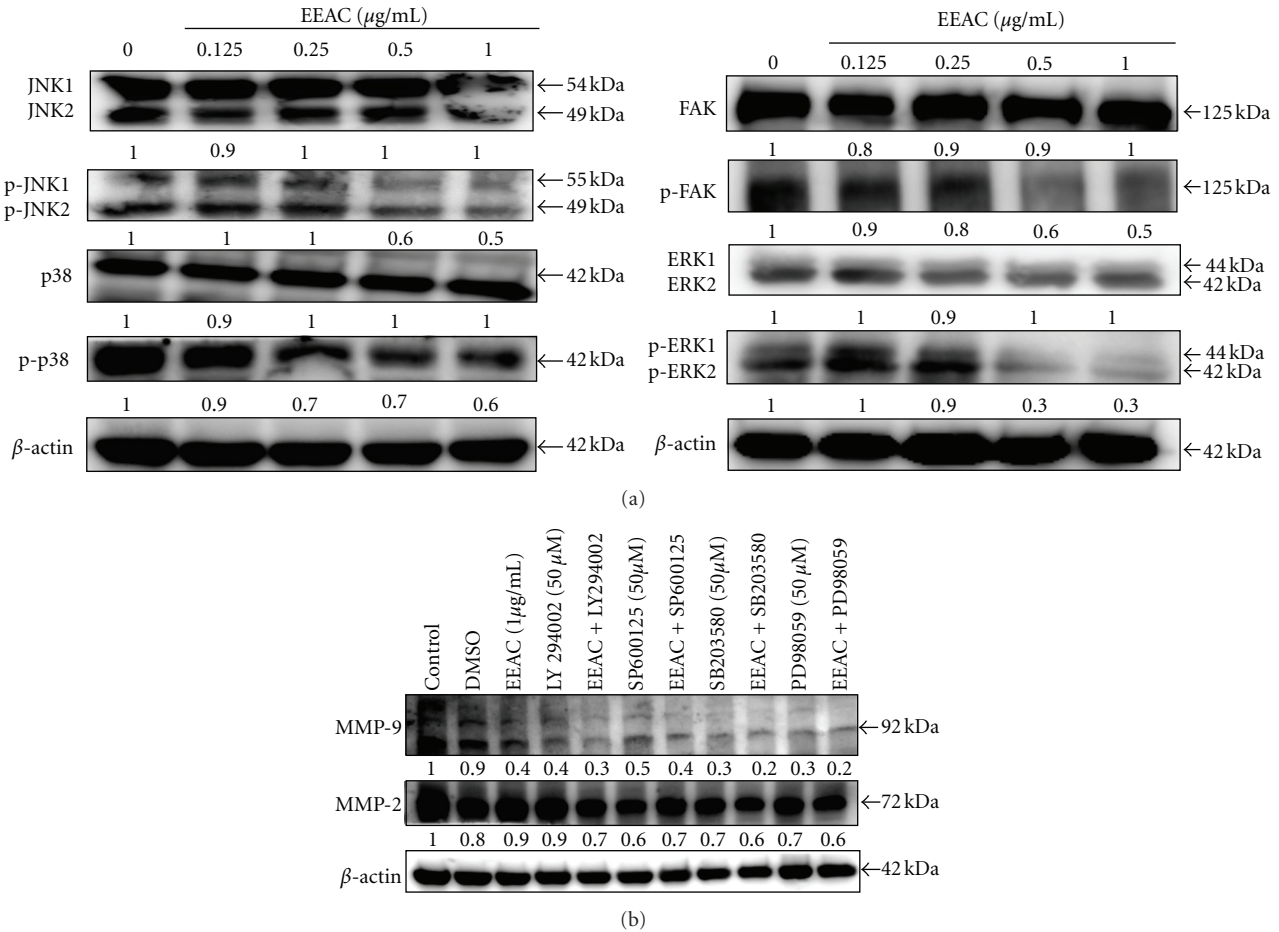 EEAC (µg/mL)
0 0.125 0.25 0.5 1
JNK1 ←54 kDa
JNK2 ←49 kDa
1 0.9 1 1 1
p-JNK1 ←55 kDa
p-JNK2 ←49 kDa
1 1 1 0.6 0.5
p38 ←42 kDa
1 0.9 1 1 1
p-p38 ←42 kDa
1 0.9 0.7 0.7 0.6
β-actin ←42 kDa
EEAC (µg/mL)
0 0.125 0.25 0.5 1
FAK ←125 kDa
1 0.8 0.9 0.9 1
p-FAK ←125 kDa
1 0.9 0.8 0.6 0.5
ERK1 ←44 kDa
ERK2 ←42 kDa
1 1 0.9 1 1
p-ERK1 ←44 kDa
p-ERK2 ←42 kDa
1 1 0.9 0.3 0.3
β-actin ←42 kDa
(a)
Control
DMSO
EEAC (1µg/mL)
LY 294002 (50 µM)
EEAC + LY294002
SP600125 (50µM)
EEAC + SP600125
SB203580 (50µM)
EEAC + SB203580
PD98059 (50 µM)
EEAC + PD98059
MMP-9 ←92 kDa
1 0.9 0.4 0.4 0.3 0.5 0.4 0.3 0.2 0.3 0.2
MMP-2 ←72 kDa
1 0.8 0.9 0.9 0.7 0.6 0.7 0.7 0.6 0.7 0.6
β-actin ←42 kDa
(b)